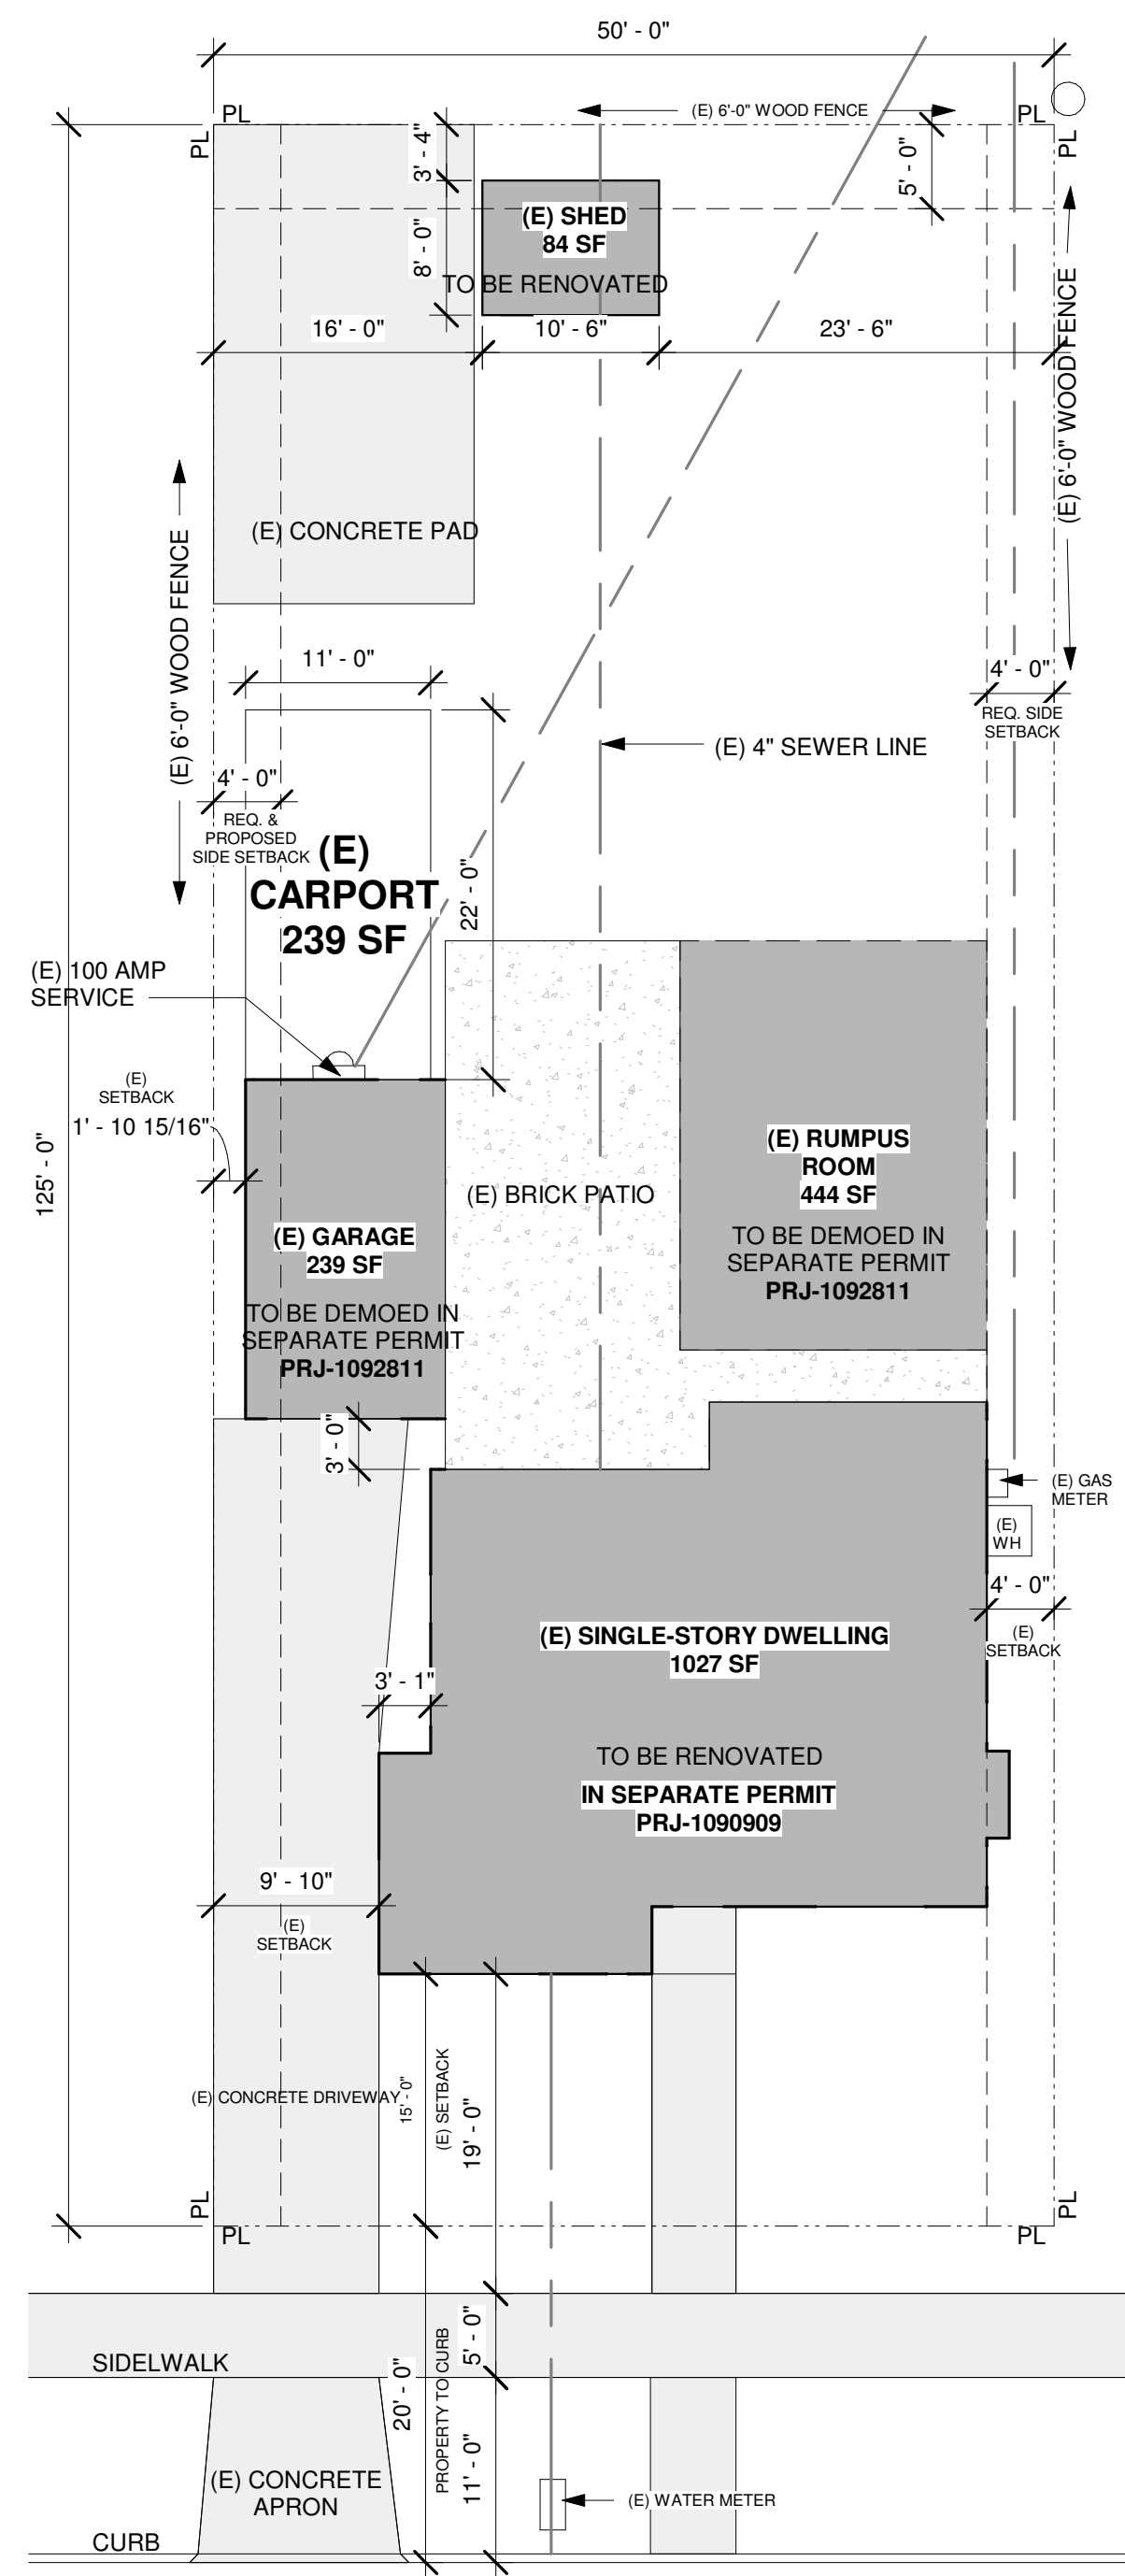 50' - 0"
PL
(E) 6'-0" WOOD FENCE
PL
PL
PL
3' - 4"
5' - 0"
(E) SHED
84 SF
TO BE RENOVATED
8' - 0"
16' - 0"
10' - 6"
23' - 6"
(E) 6'-0" WOOD FENCE
(E) CONCRETE PAD
(E) 6'-0" WOOD FENCE
11' - 0"
4' - 0"
REQ. SIDE
SETBACK
(E) 4" SEWER LINE
4' - 0"
REQ. &
PROPOSED
SIDE SETBACK
(E)
CARPORT
239 SF
22' - 0"
(E) 100 AMP
SERVICE
(E)
SETBACK
1' - 10 15/16"
125' - 0"
(E) BRICK PATIO
(E) RUMPUS
ROOM
444 SF
TO BE DEMOED IN
SEPARATE PERMIT
PRJ-1092811
(E) GARAGE
239 SF
TO BE DEMOED IN
SEPARATE PERMIT
PRJ-1092811
3' - 0"
(E) GAS
METER
(E)
WH
4' - 0"
(E)
SETBACK
(E) SINGLE-STORY DWELLING
1027 SF
3' - 1"
TO BE RENOVATED
IN SEPARATE PERMIT
PRJ-1090909
9' - 10"
(E)
SETBACK
(E) CONCRETE DRIVEWAY
15' - 0"
(E) SETBACK
19' - 0"
PL
PL
PL
PL
SIDELWALK
5' - 0"
20' - 0"
PROPERTY TO CURB
11' - 0"
(E) CONCRETE
APRON
(E) WATER METER
CURB